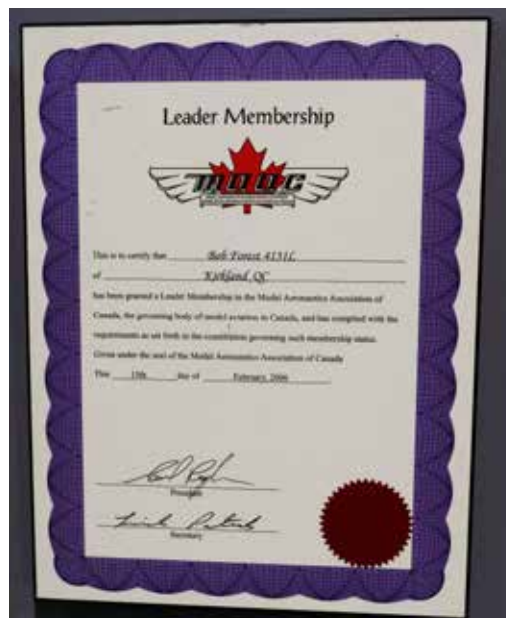 Leader Membership
MAAC
This is to certify that Bob Forest 4131L
of Kirkland, QC
has been granted a Leader Membership in the Model Aeronautics Association of
Canada, the governing body of model aviation in Canada, and has complied with the
requirements as set forth in the constitution governing such membership status.
Given under the seal of the Model Aeronautics Association of Canada
This 15th day of February, 2006
President
Secretary